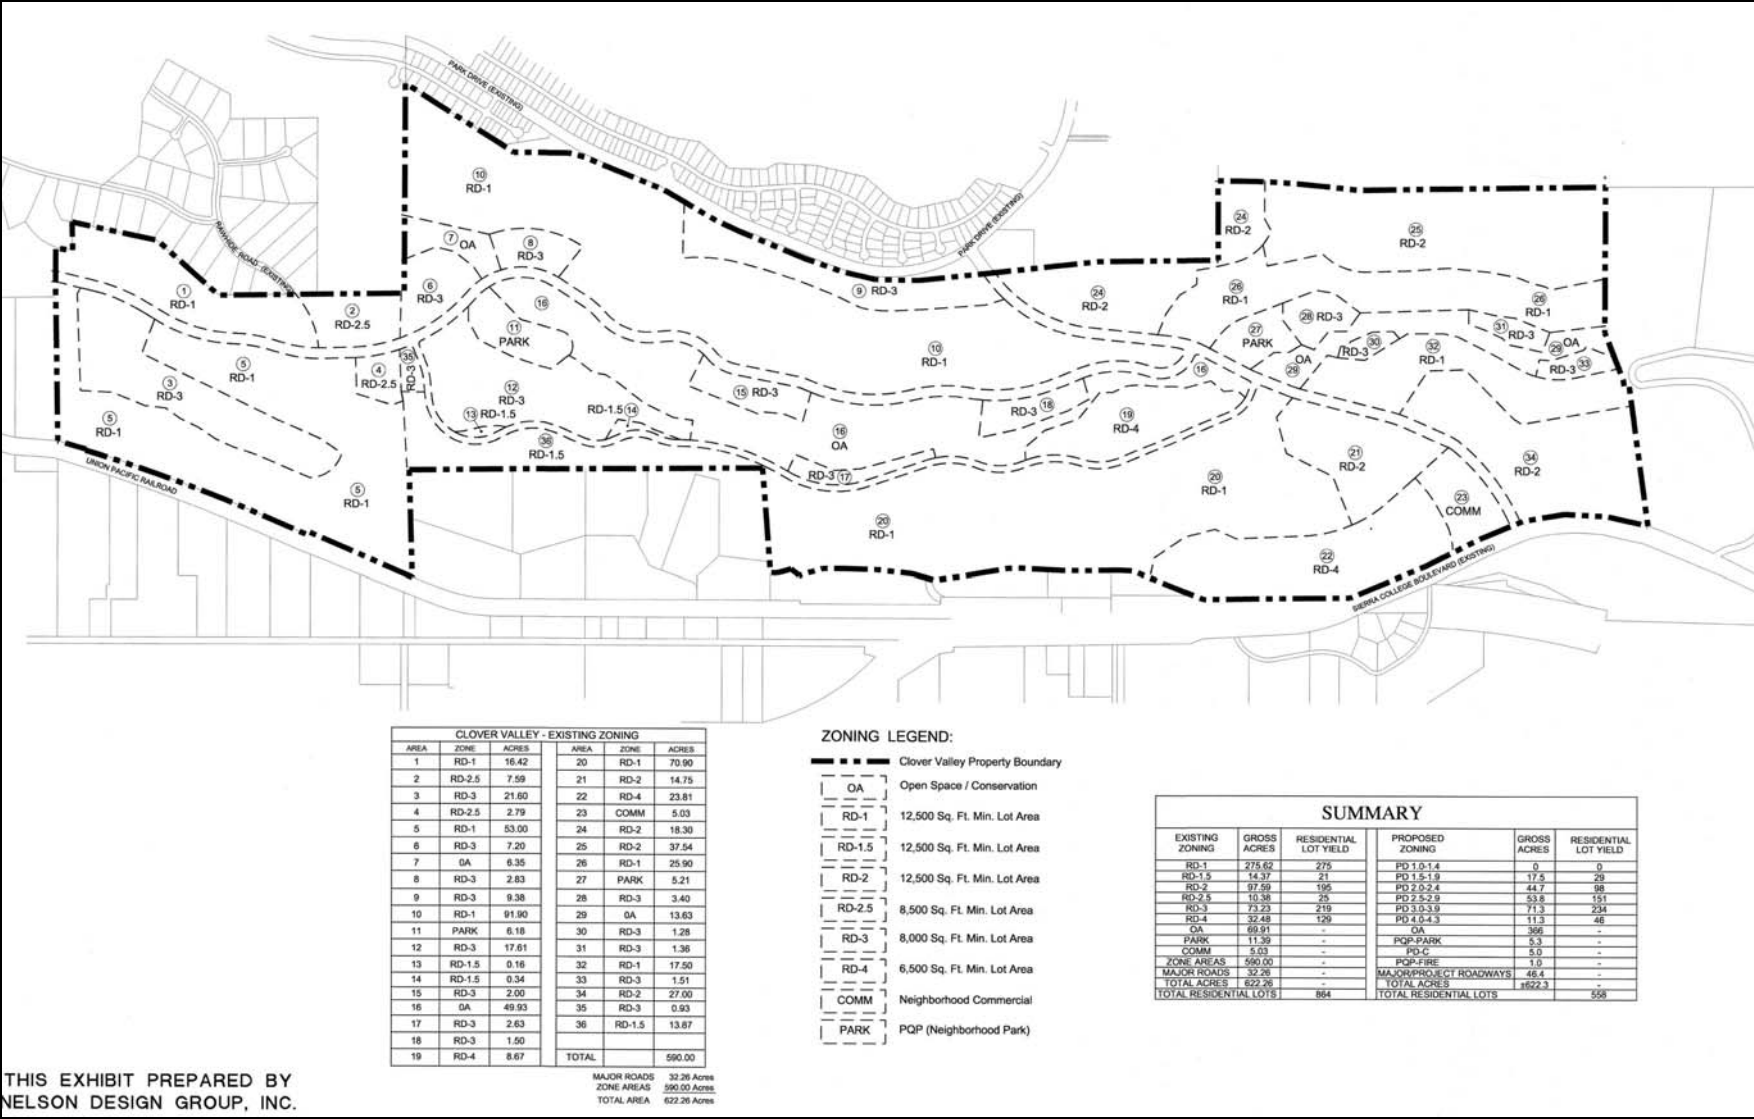 PARK DRIVE (EXISTING)
RAWHIDE ROAD (EXISTING)
PARK DRIVE (EXISTING)
UNION PACIFIC RAILROAD
SIERRA COLLEGE BOULEVARD (EXISTING)
10 RD-1
7 OA
8 RD-3
6 RD-3
1 RD-1
2 RD-2.5
16
11 PARK
9 RD-3
24 RD-2
25 RD-2
24 RD-2
26 RD-1
26 RD-1
28 RD-3
27 PARK
31 RD-3
29 OA
30 RD-3
32 RD-1
RD-3 33
OA 29
5 RD-1
3 RD-3
4 RD-2.5
35 RD-3
12 RD-3
10 RD-1
15 RD-3
16
5 RD-1
13 RD-1.5
RD-1.5 14
36 RD-1.5
16 OA
RD-3 18
19 RD-4
RD-3 17
5 RD-1
20 RD-1
20 RD-1
21 RD-2
34 RD-2
23 COMM
22 RD-4
CLOVER VALLEY - EXISTING ZONING
AREA ZONE ACRES AREA ZONE ACRES
1 RD-1 16.42 20 RD-1 70.90
2 RD-2.5 7.59 21 RD-2 14.75
3 RD-3 21.60 22 RD-4 23.81
4 RD-2.5 2.79 23 COMM 5.03
5 RD-1 53.00 24 RD-2 18.30
6 RD-3 7.20 25 RD-2 37.54
7 0A 6.35 26 RD-1 25.90
8 RD-3 2.83 27 PARK 5.21
9 RD-3 9.38 28 RD-3 3.40
10 RD-1 91.90 29 0A 13.63
11 PARK 6.18 30 RD-3 1.28
12 RD-3 17.61 31 RD-3 1.36
13 RD-1.5 0.16 32 RD-1 17.50
14 RD-1.5 0.34 33 RD-3 1.51
15 RD-3 2.00 34 RD-2 27.00
16 0A 49.93 35 RD-3 0.93
17 RD-3 2.63 36 RD-1.5 13.87
18 RD-3 1.50
19 RD-4 8.67 TOTAL 590.00
MAJOR ROADS 32.26 Acres
ZONE AREAS 590.00 Acres
TOTAL AREA 622.26 Acres
ZONING LEGEND:
Clover Valley Property Boundary
OA Open Space / Conservation
RD-1 12,500 Sq. Ft. Min. Lot Area
RD-1.5 12,500 Sq. Ft. Min. Lot Area
RD-2 12,500 Sq. Ft. Min. Lot Area
RD-2.5 8,500 Sq. Ft. Min. Lot Area
RD-3 8,000 Sq. Ft. Min. Lot Area
RD-4 6,500 Sq. Ft. Min. Lot Area
COMM Neighborhood Commercial
PARK PQP (Neighborhood Park)
SUMMARY
EXISTING ZONING GROSS ACRES RESIDENTIAL LOT YIELD PROPOSED ZONING GROSS ACRES RESIDENTIAL LOT YIELD
RD-1 275.62 275 PD 1.0-1.4 0 0
RD-1.5 14.37 21 PD 1.5-1.9 17.5 29
RD-2 97.59 195 PD 2.0-2.4 44.7 98
RD-2.5 10.38 25 PD 2.5-2.9 53.8 151
RD-3 73.23 219 PD 3.0-3.9 71.3 234
RD-4 32.48 129 PD 4.0-4.3 11.3 46
OA 69.91 - OA 366 -
PARK 11.39 - PQP-PARK 5.3 -
COMM 5.03 - PD-C 5.0 -
ZONE AREAS 590.00 - PQP-FIRE 1.0 -
MAJOR ROADS 32.26 - MAJOR/PROJECT ROADWAYS 46.4 -
TOTAL ACRES 622.26 - TOTAL ACRES ±622.3 -
TOTAL RESIDENTIAL LOTS 864 TOTAL RESIDENTIAL LOTS 558
THIS EXHIBIT PREPARED BY
NELSON DESIGN GROUP, INC.